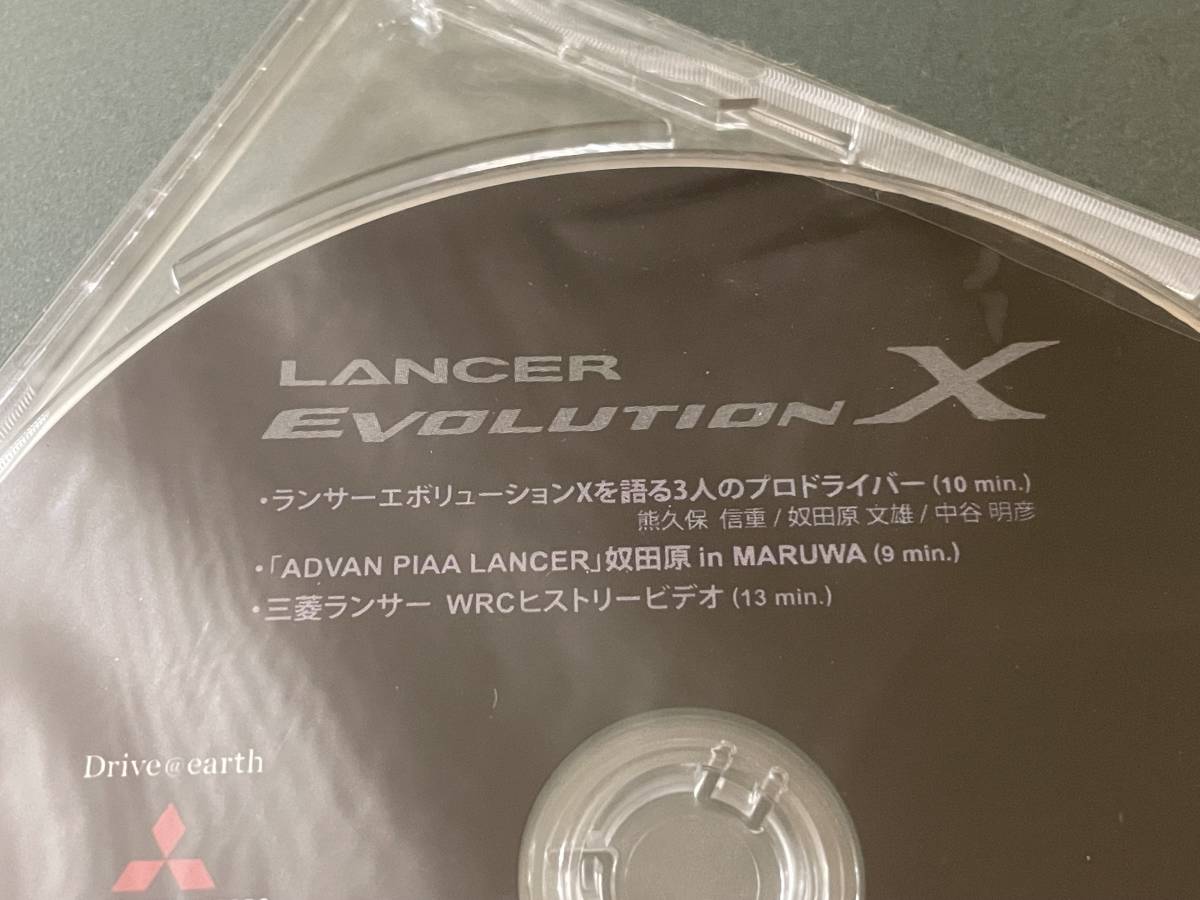 LANCER
EVOLUTION X
・ランサーエボリューションXを語る3人のプロドライバー (10 min.)
熊久保 信重 / 奴田原 文雄 / 中谷 明彦
・「ADVAN PIAA LANCER」奴田原 in MARUWA (9 min.)
・三菱ランサー WRCヒストリービデオ (13 min.)
Drive@earth